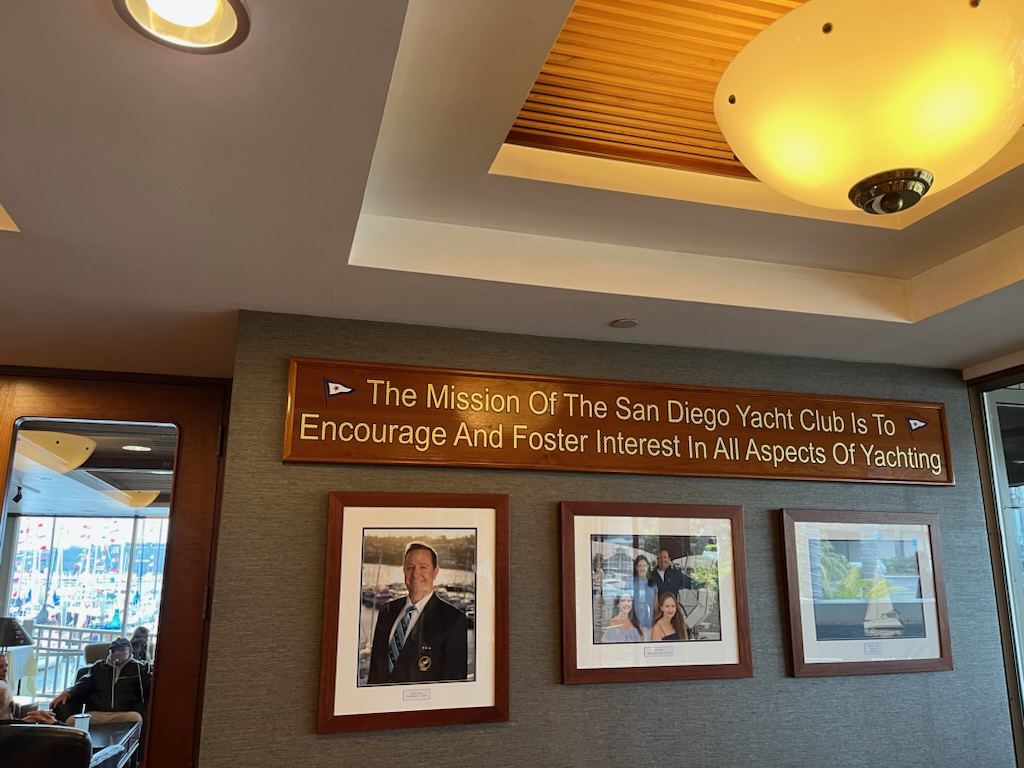 The Mission Of The San Diego Yacht Club Is To
Encourage And Foster Interest In All Aspects Of Yachting